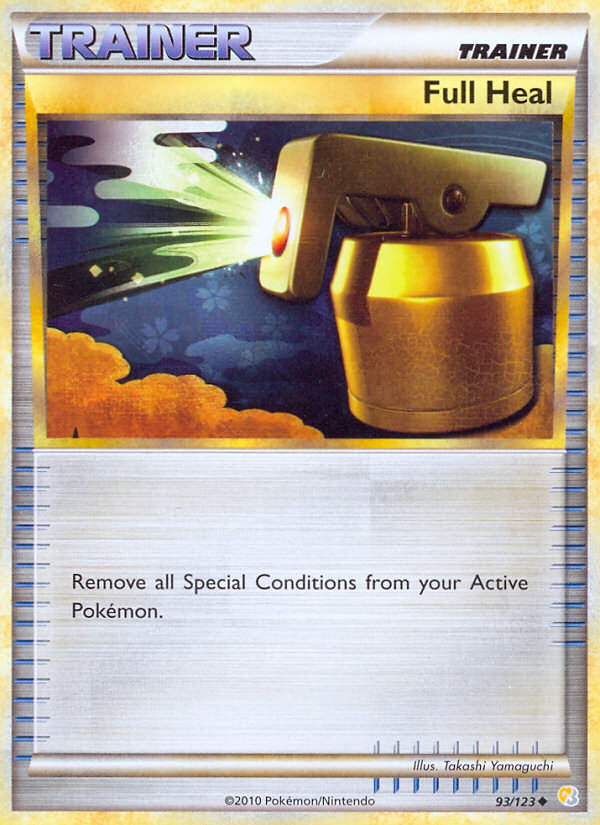 TRAINER
TRAINER
Full Heal
Remove all Special Conditions from your Active
Pokémon.
Illus. Takashi Yamaguchi
©2010 Pokémon/Nintendo
93/123